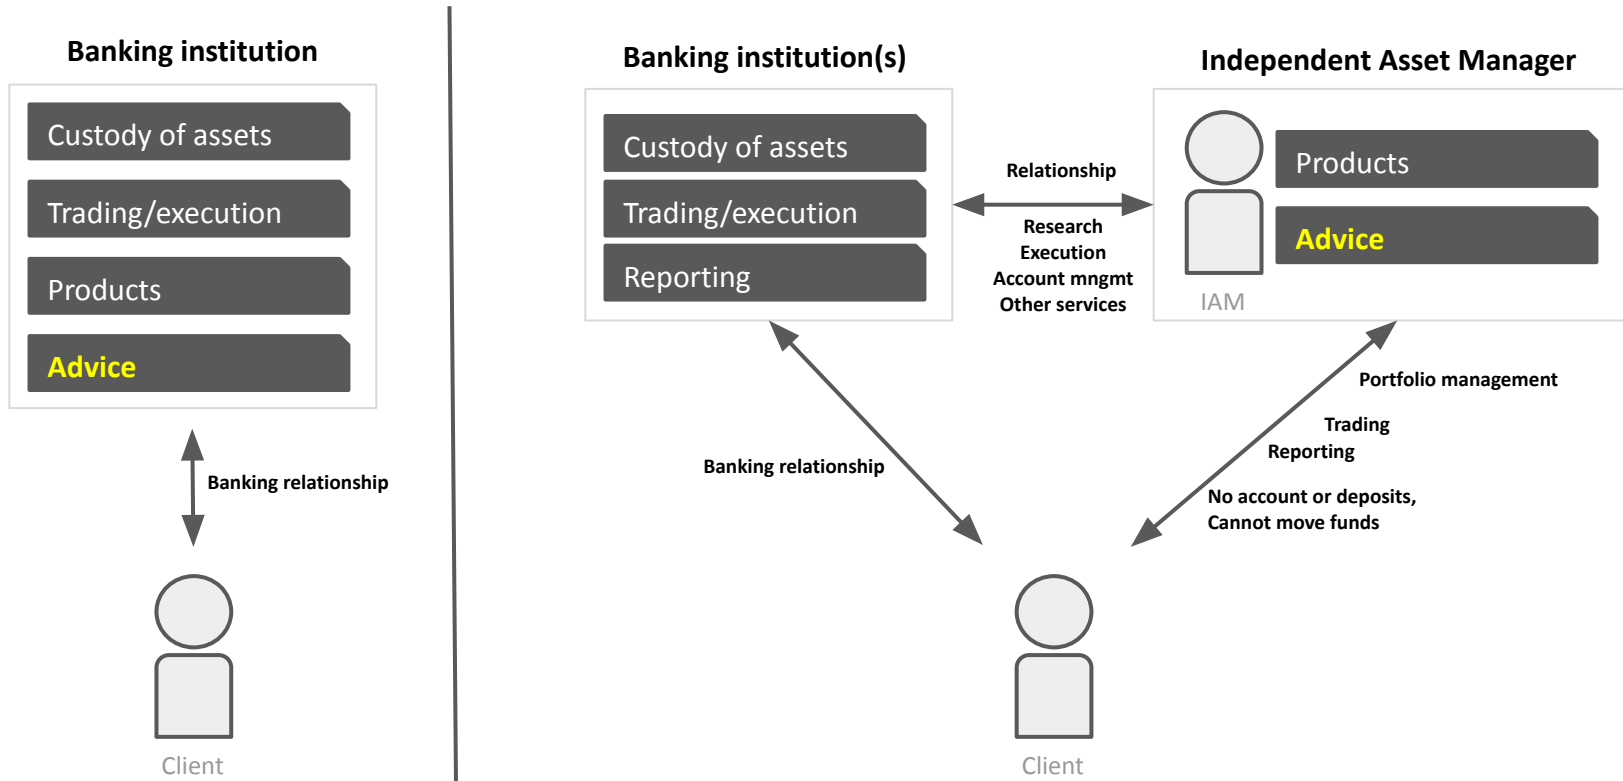 Banking institution
Custody of assets
Trading/execution
Products
Advice
Banking relationship
Client
Banking institution(s)
Custody of assets
Trading/execution
Reporting
Relationship
Research
Execution
Account mngmt
Other services
Independent Asset Manager
Products
Advice
IAM
Banking relationship
Portfolio management
Trading
Reporting
No account or deposits,
Cannot move funds
Client